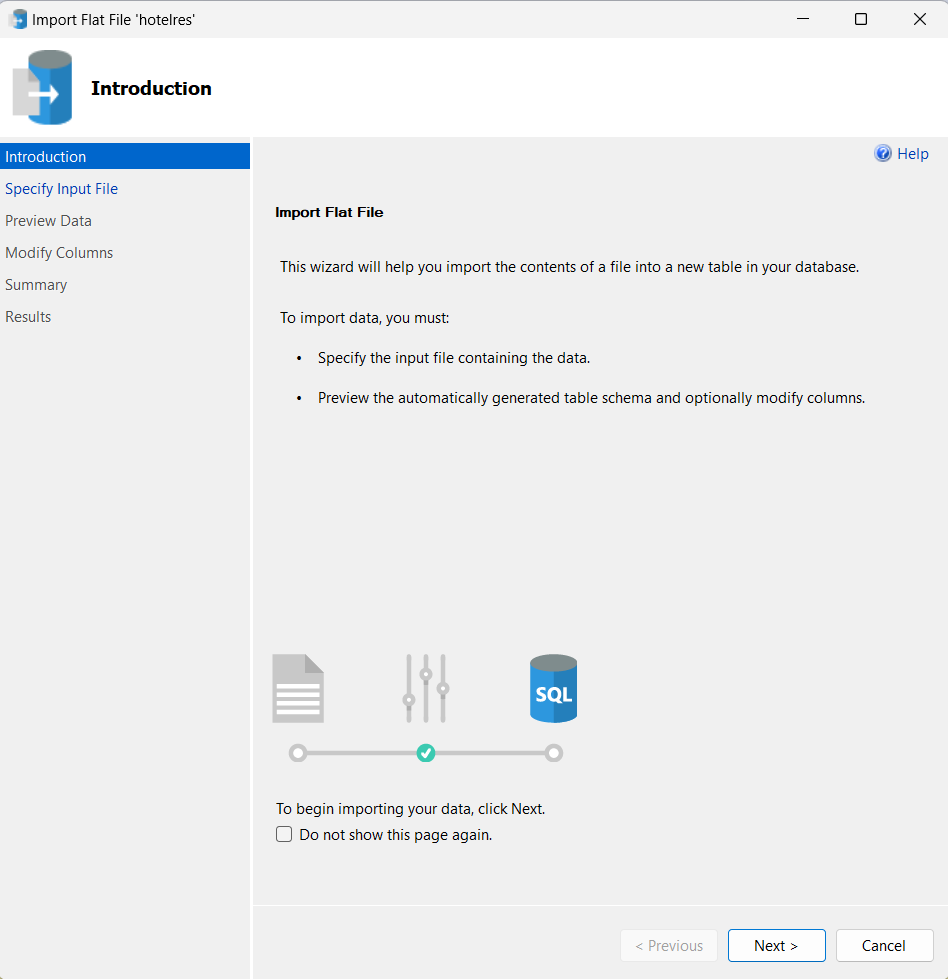 Import Flat File 'hotelres'
Introduction
Introduction
Specify Input File
Preview Data
Modify Columns
Summary
Results
Help
Import Flat File
This wizard will help you import the contents of a file into a new table in your database.
To import data, you must:
• Specify the input file containing the data.
• Preview the automatically generated table schema and optionally modify columns.
SQL
To begin importing your data, click Next.
Do not show this page again.
< Previous
Next >
Cancel